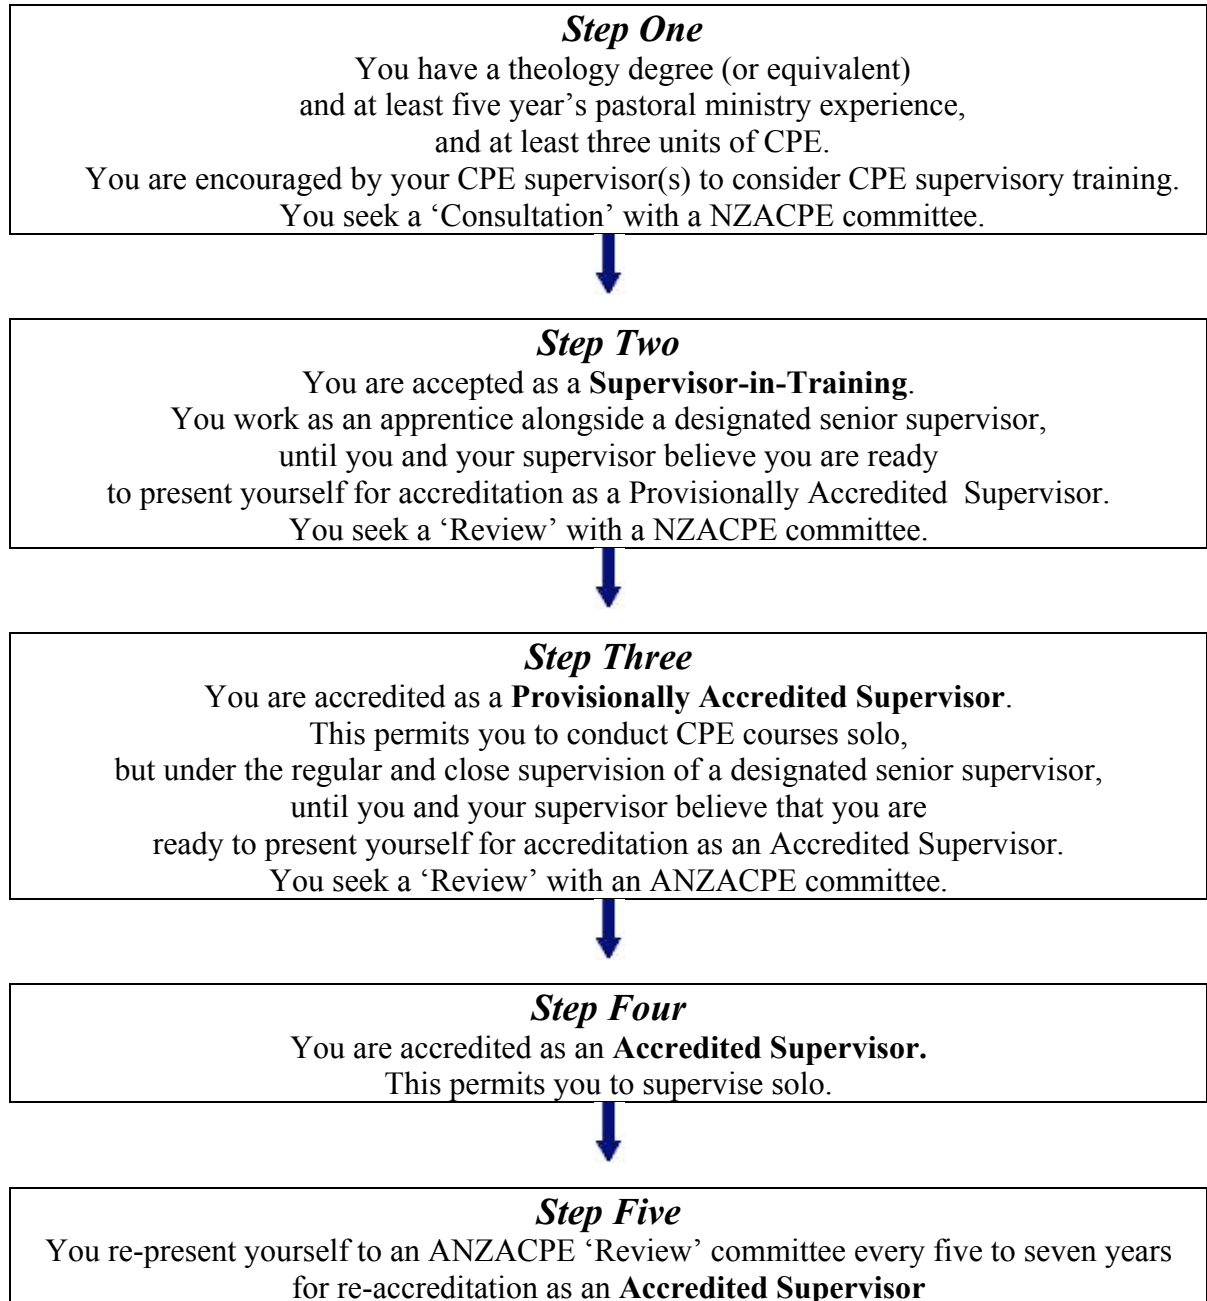 Step One
You have a theology degree (or equivalent)
and at least five year’s pastoral ministry experience,
and at least three units of CPE.
You are encouraged by your CPE supervisor(s) to consider CPE supervisory training.
You seek a ‘Consultation’ with a NZACPE committee.
Step Two
You are accepted as a Supervisor-in-Training.
You work as an apprentice alongside a designated senior supervisor,
until you and your supervisor believe you are ready
to present yourself for accreditation as a Provisionally Accredited Supervisor.
You seek a ‘Review’ with a NZACPE committee.
Step Three
You are accredited as a Provisionally Accredited Supervisor.
This permits you to conduct CPE courses solo,
but under the regular and close supervision of a designated senior supervisor,
until you and your supervisor believe that you are
ready to present yourself for accreditation as an Accredited Supervisor.
You seek a ‘Review’ with an ANZACPE committee.
Step Four
You are accredited as an Accredited Supervisor.
This permits you to supervise solo.
Step Five
You re-present yourself to an ANZACPE ‘Review’ committee every five to seven years
for re-accreditation as an Accredited Supervisor